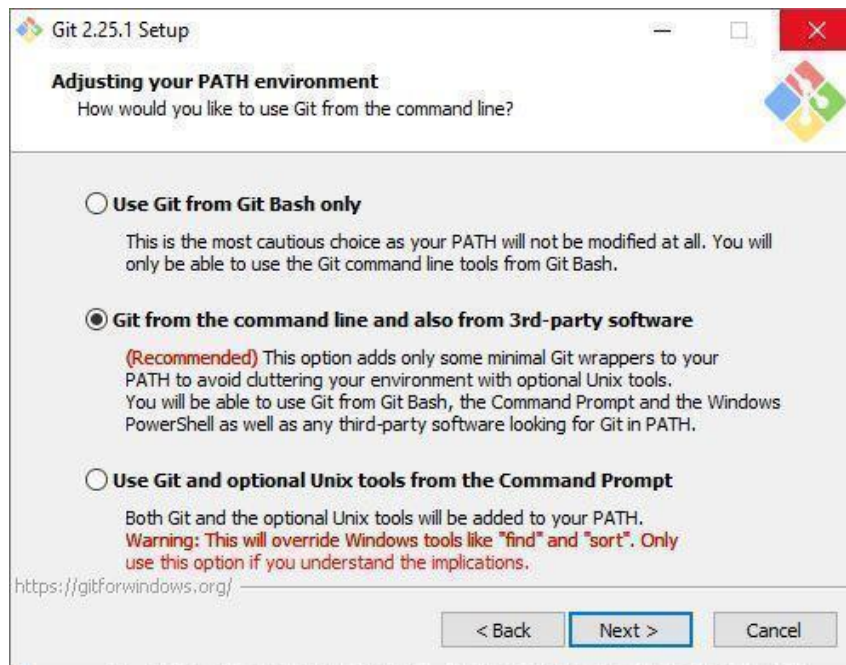 Git 2.25.1 Setup
Adjusting your PATH environment
How would you like to use Git from the command line?
Use Git from Git Bash only
This is the most cautious choice as your PATH will not be modified at all. You will
only be able to use the Git command line tools from Git Bash.
Git from the command line and also from 3rd-party software
(Recommended) This option adds only some minimal Git wrappers to your
PATH to avoid cluttering your environment with optional Unix tools.
You will be able to use Git from Git Bash, the Command Prompt and the Windows
PowerShell as well as any third-party software looking for Git in PATH.
Use Git and optional Unix tools from the Command Prompt
Both Git and the optional Unix tools will be added to your PATH.
Warning: This will override Windows tools like "find" and "sort". Only
use this option if you understand the implications.
https://gitforwindows.org/
< Back Next > Cancel